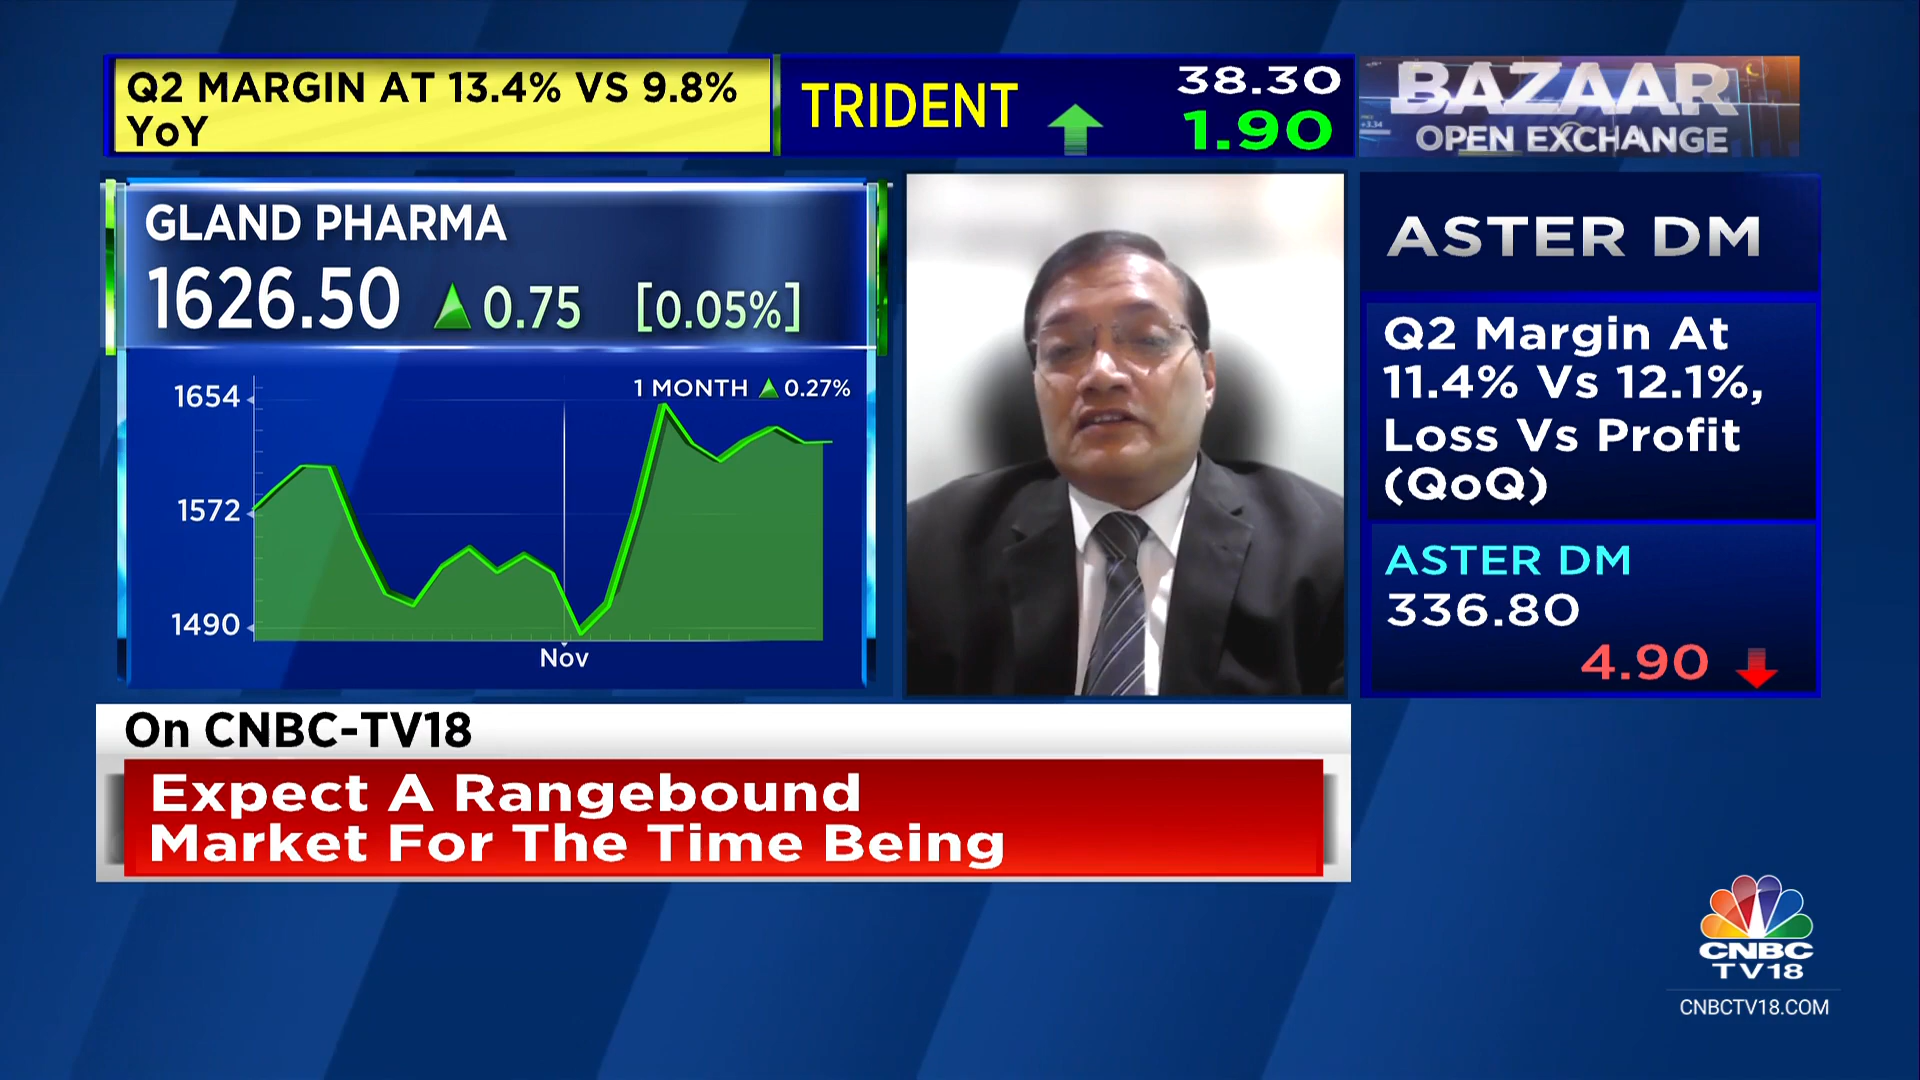 Q2 MARGIN AT 13.4% VS 9.8%
YoY
TRIDENT
38.30
1.90
BAZAAR
OPEN EXCHANGE
GLAND PHARMA
1626.50 0.75 [0.05%]
1 MONTH 0.27%
1654
1572
1490
Nov
ASTER DM
Q2 Margin At
11.4% Vs 12.1%,
Loss Vs Profit
(QoQ)
ASTER DM
336.80
4.90
On CNBC-TV18
Expect A Rangebound
Market For The Time Being
CNBC
TV18
CNBCTV18.COM